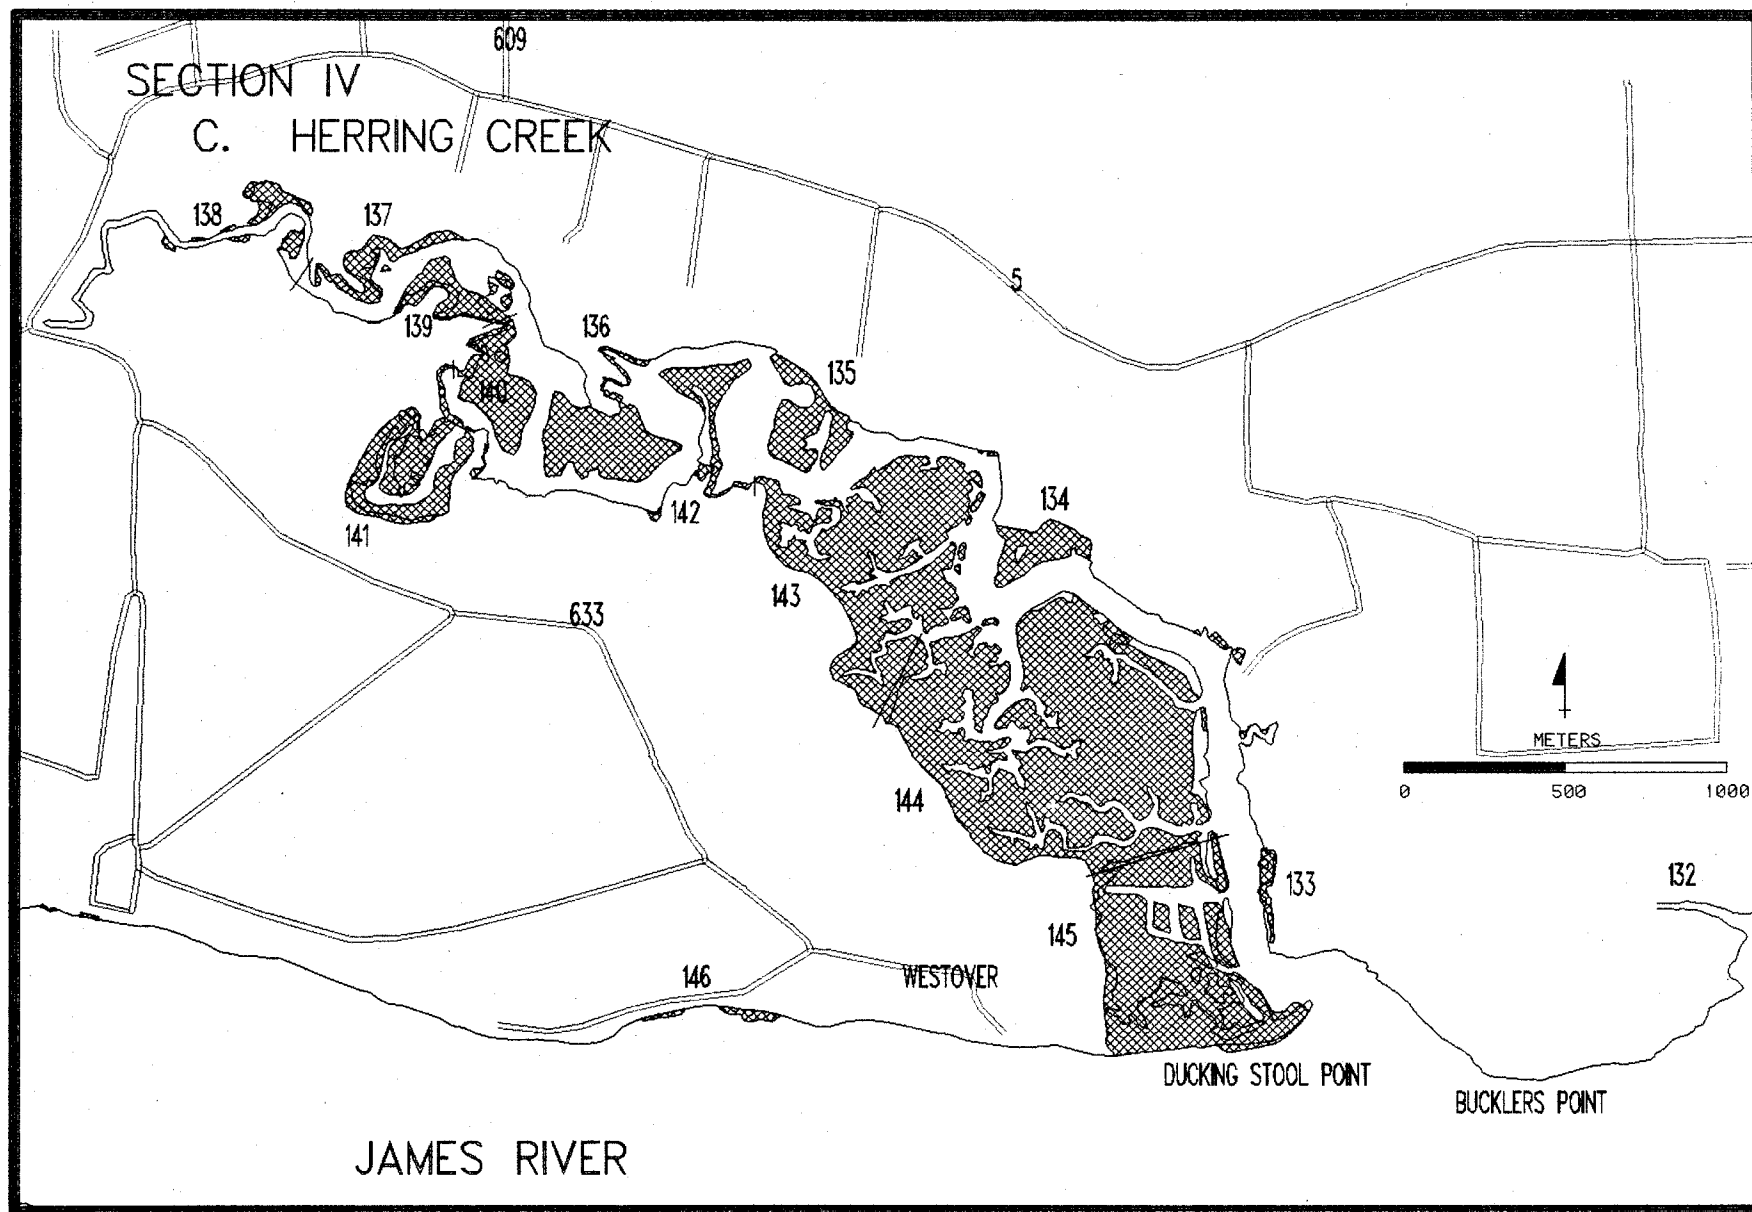 609
SECTION IV
C. HERRING CREEK
138
137
5
139
136
135
140
141
142
134
143
633
METERS
0 500 1000
144
132
133
145
146
WESTOVER
DUCKING STOOL POINT
BUCKLERS POINT
JAMES RIVER